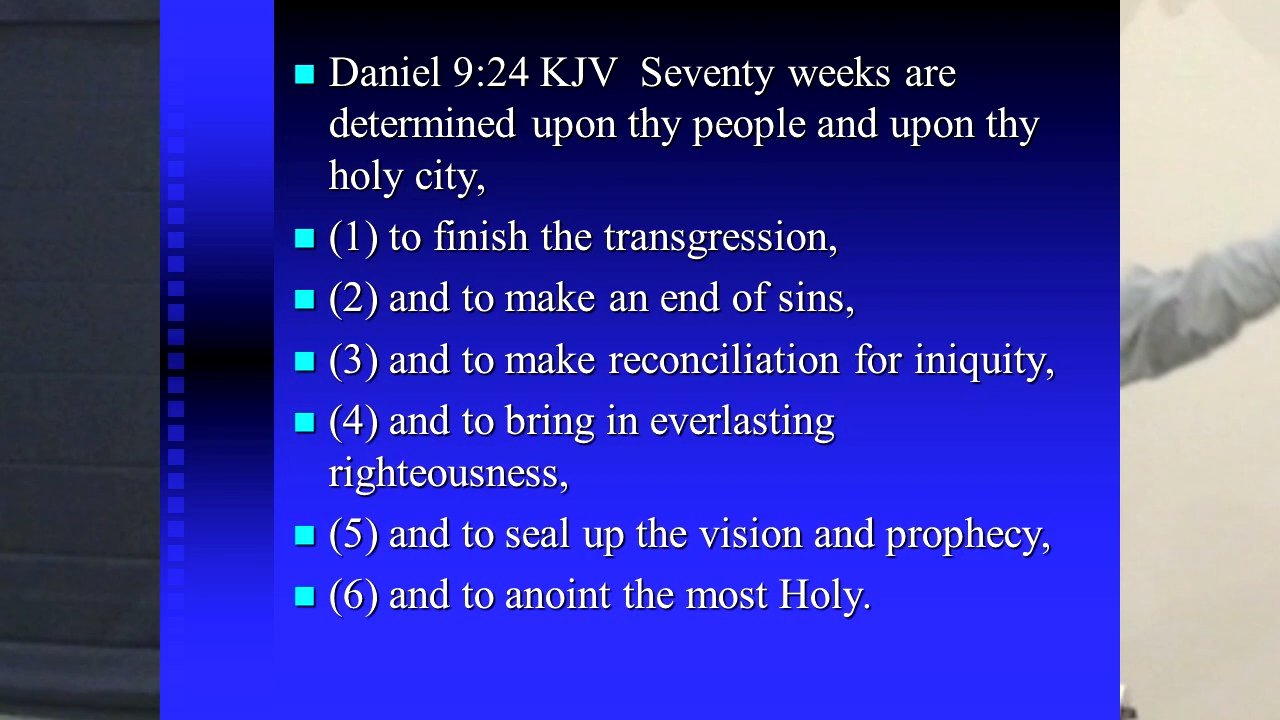 Daniel 9:24 KJV  Seventy weeks are
determined upon thy people and upon thy
holy city,
(1) to finish the transgression,
(2) and to make an end of sins,
(3) and to make reconciliation for iniquity,
(4) and to bring in everlasting
righteousness,
(5) and to seal up the vision and prophecy,
(6) and to anoint the most Holy.